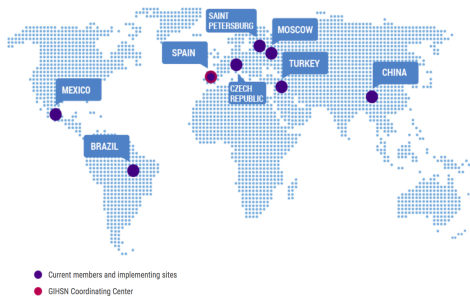 SAINT
PETERSBURG
MOSCOW
SPAIN
TURKEY
CHINA
MEXICO
CZECH
REPUBLIC
BRAZIL
Current members and implementing sites
GIHSN Coordinating Center